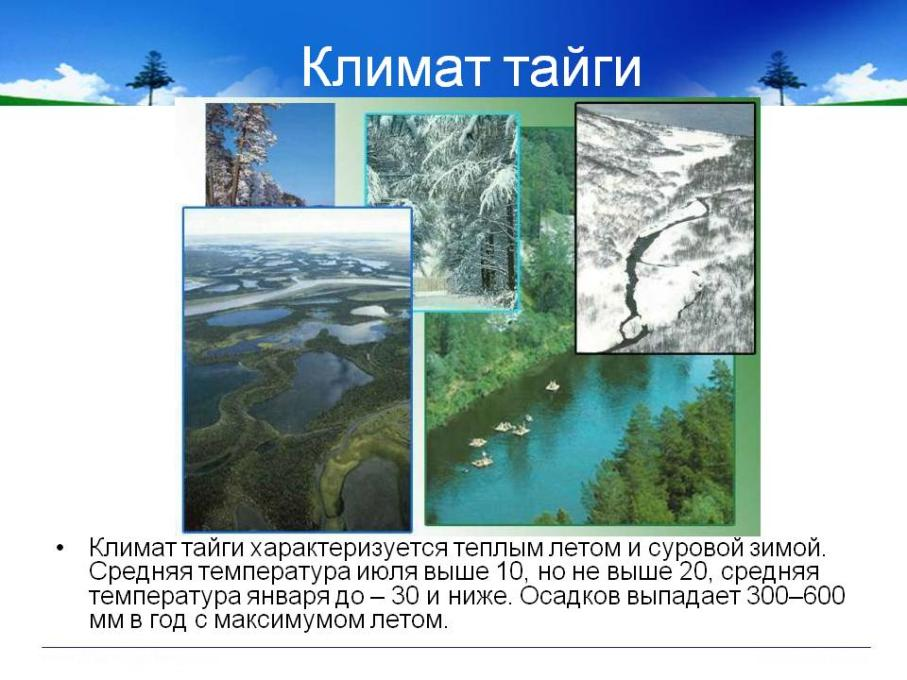 Климат тайги
• Климат тайги характеризуется теплым летом и суровой зимой.
Средняя температура июля выше 10, но не выше 20, средняя
температура января до – 30 и ниже. Осадков выпадает 300–600
мм в год с максимумом летом.